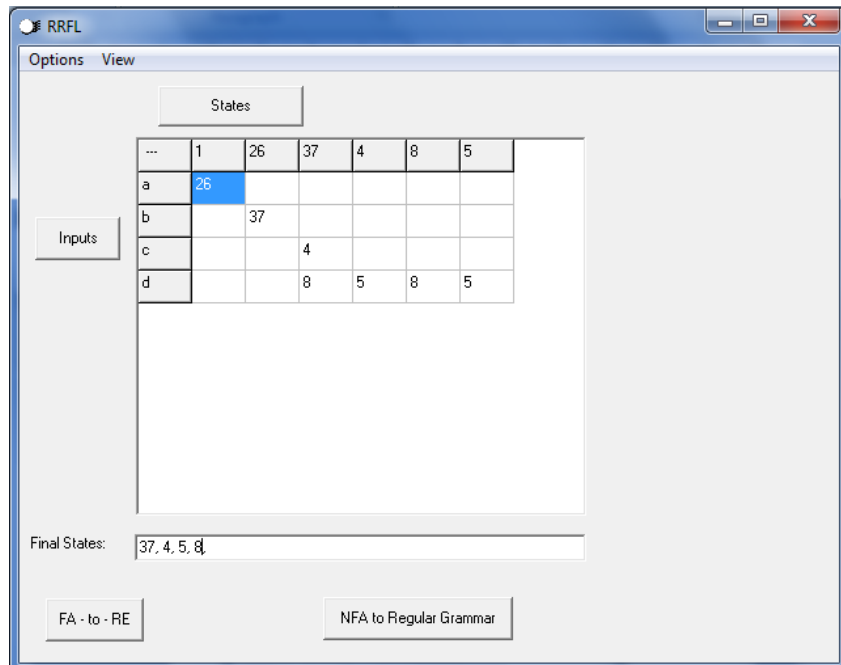 RRFL
Options View
States
--- 1 26 37 4 8 5
a 26
b 37
Inputs
c 4
d 8 5 8 5
Final States: 37, 4, 5, 8,
FA - to - RE NFA to Regular Grammar